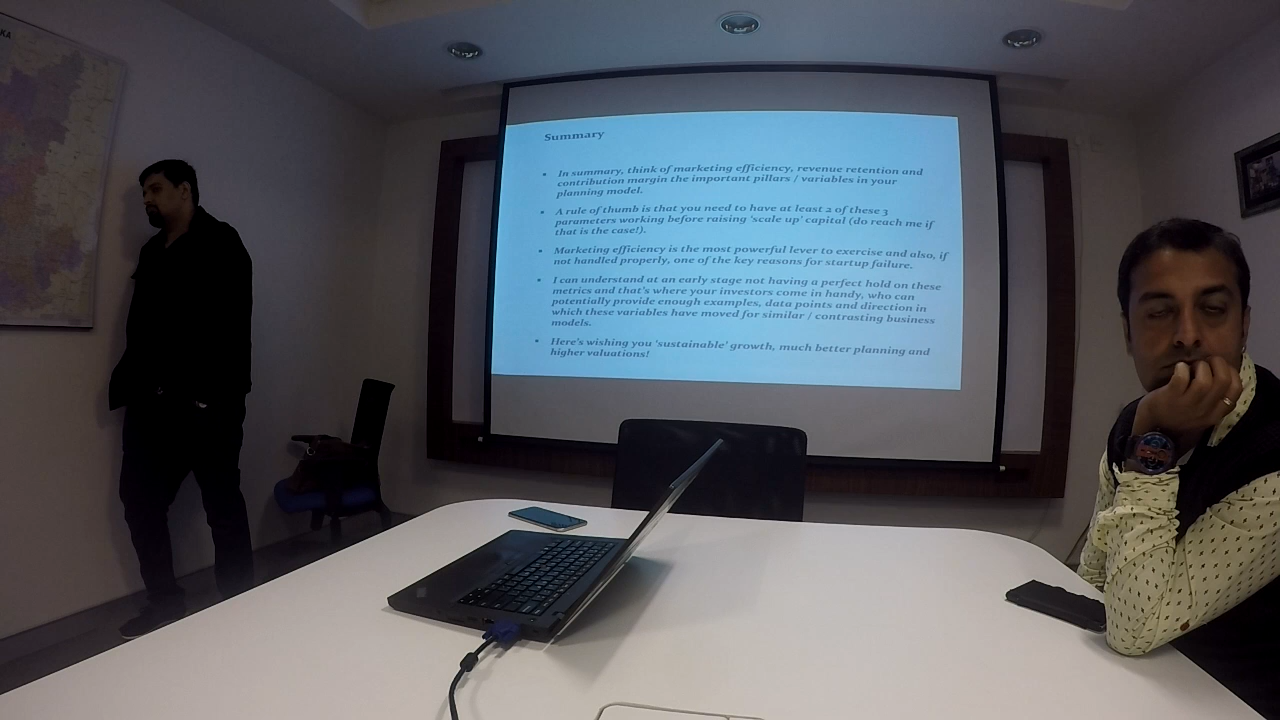 KA
Summary
In summary, think of marketing efficiency, revenue retention and
contribution margin the important pillars / variables in your
planning model.
A rule of thumb is that you need to have at least 2 of these 3
parameters working before raising 'scale up' capital (do reach me if
that is the case!).
Marketing efficiency is the most powerful lever to exercise and also, if
not handled properly, one of the key reasons for startup failure.
I can understand at an early stage not having a perfect hold on these
metrics and that's where your investors come in handy, who can
potentially provide enough examples, data points and direction in
which these variables have moved for similar / contrasting business
models.
Here's wishing you 'sustainable' growth, much better planning and
higher valuations!